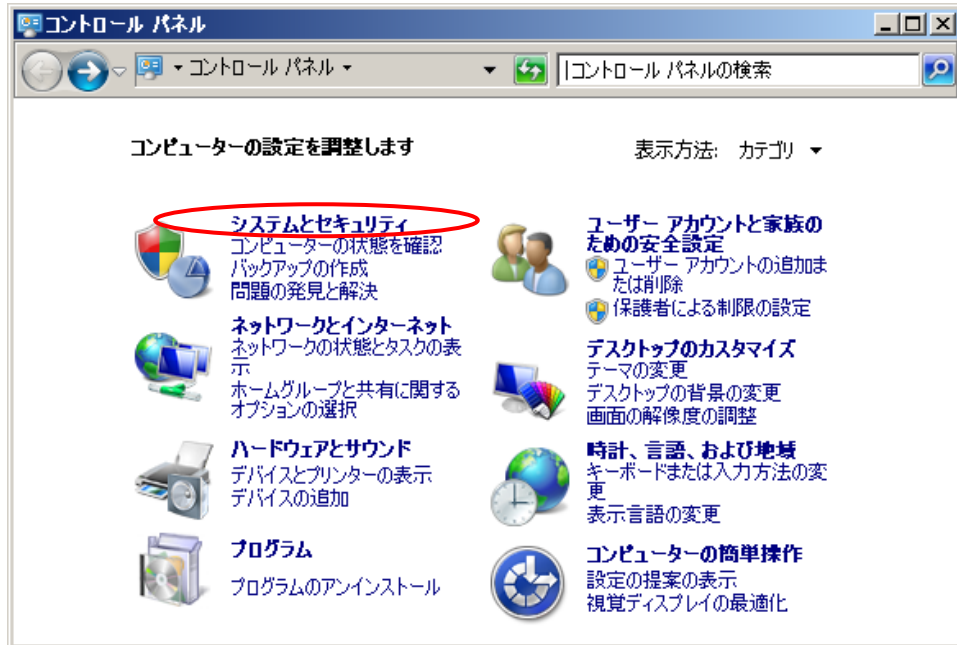 コントロール パネル
コントロール パネル
コントロール パネルの検索
コンピューターの設定を調整します
表示方法: カテゴリ
システムとセキュリティ
コンピューターの状態を確認
バックアップの作成
問題の発見と解決
ネットワークとインターネット
ネットワークの状態とタスクの表
示
ホームグループと共有に関する
オプションの選択
ハードウェアとサウンド
デバイスとプリンターの表示
デバイスの追加
プログラム
プログラムのアンインストール
ユーザー アカウントと家族の
ための安全設定
ユーザー アカウントの追加ま
たは削除
保護者による制限の設定
デスクトップのカスタマイズ
テーマの変更
デスクトップの背景の変更
画面の解像度の調整
時計、言語、および地域
キーボードまたは入力方法の変
更
表示言語の変更
コンピューターの簡単操作
設定の提案の表示
視覚ディスプレイの最適化